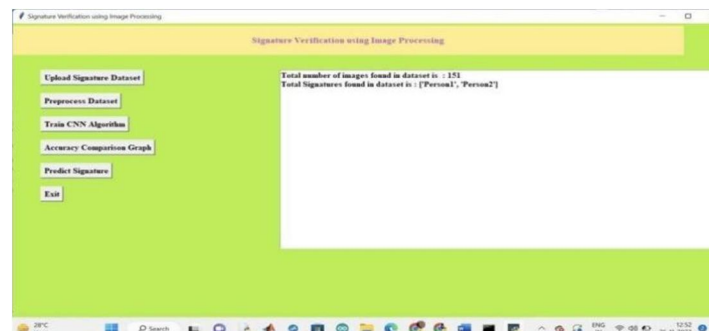 Signature Verification using Image Processing
Signature Verification using Image Processing
Upload Signature Dataset
Preprocess Dataset
Train CNN Algorithm
Accuracy Comparison Graph
Predict Signature
Exit
Total number of images found in dataset is : 151
Total Signatures found in dataset is : ['Person1', 'Person2']
28°C
Search
ENG
12:52